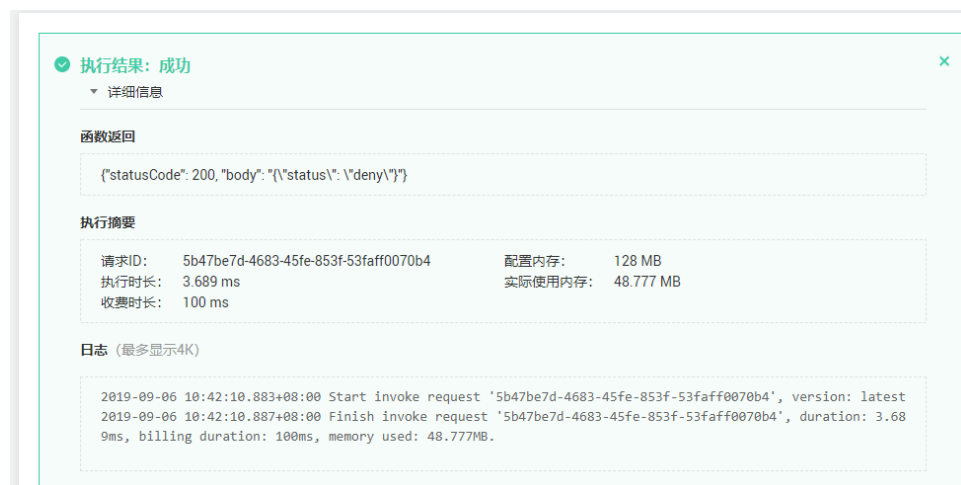 执行结果：成功
详细信息
函数返回
{"statusCode": 200, "body": "{\"status\": \"deny\"}"}
执行摘要
请求ID： 5b47be7d-4683-45fe-853f-53faff0070b4 配置内存： 128 MB
执行时长： 3.689 ms 实际使用内存： 48.777 MB
收费时长： 100 ms
日志（最多显示4K）
2019-09-06 10:42:10.883+08:00 Start invoke request '5b47be7d-4683-45fe-853f-53faff0070b4', version: latest
2019-09-06 10:42:10.887+08:00 Finish invoke request '5b47be7d-4683-45fe-853f-53faff0070b4', duration: 3.68
9ms, billing duration: 100ms, memory used: 48.777MB.